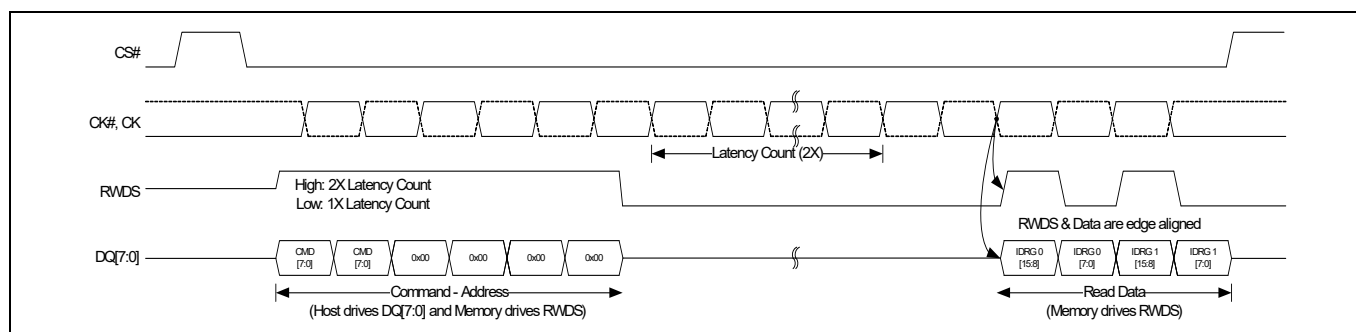 CS#
CK#, CK
Latency Count (2X)
RWDS
High: 2X Latency Count
Low: 1X Latency Count
RWDS & Data are edge aligned
DQ[7:0]
CMD [7:0]
CMD [7:0]
0x00
0x00
0x00
0x00
IDRG 0 [15:8]
IDRG 0 [7:0]
IDRG 1 [15:8]
IDRG 1 [7:0]
Command - Address
(Host drives DQ[7:0] and Memory drives RWDS)
Read Data
(Memory drives RWDS)